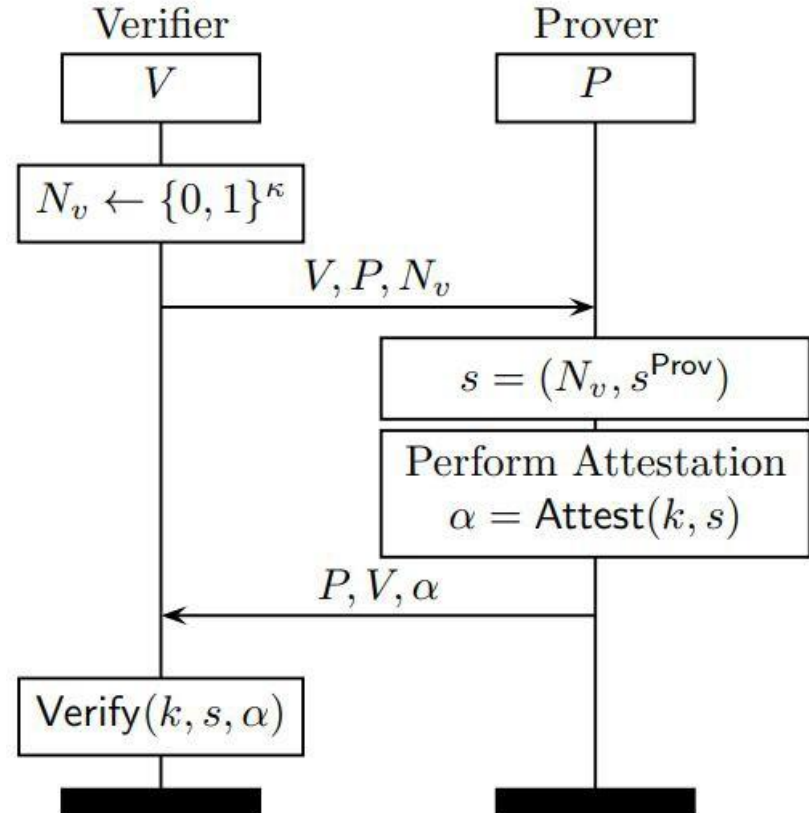 Verifier
Prover
V
P
N_v ← {0, 1}^κ
V, P, N_v
s = (N_v, s^Prov)
Perform Attestation
α = Attest(k, s)
P, V, α
Verify(k, s, α)